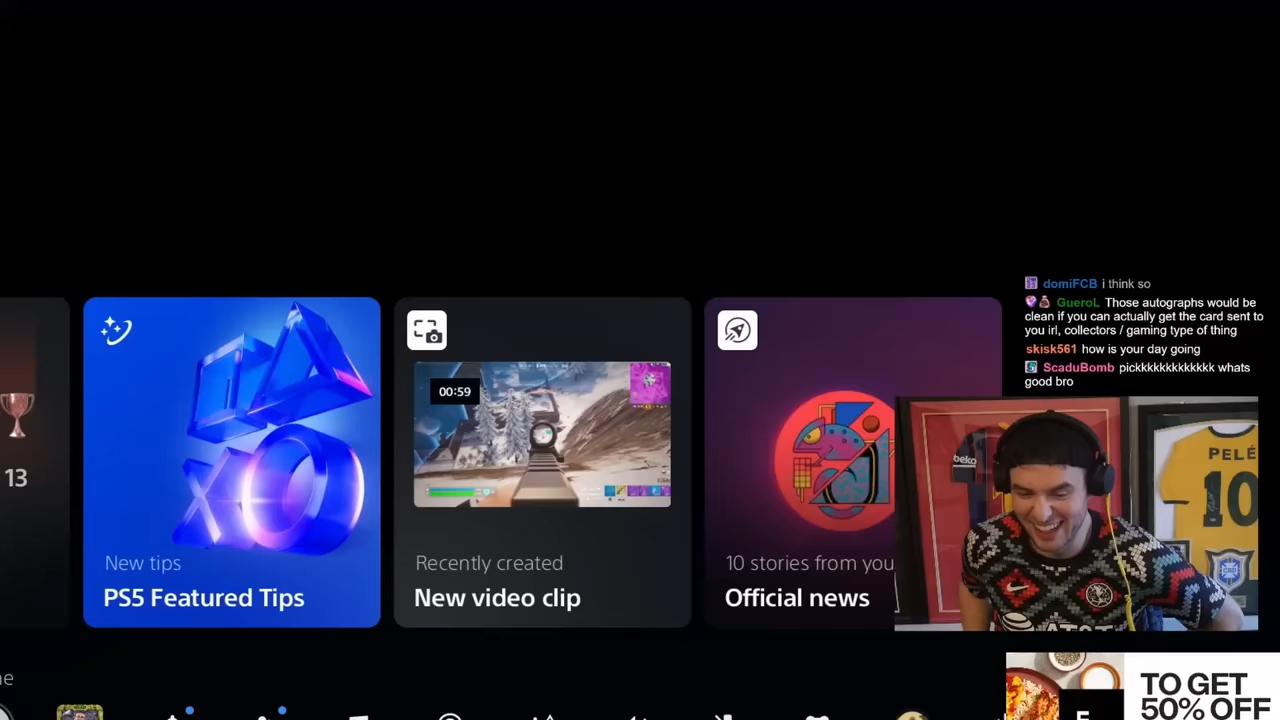 domiFCB i think so
GueroL Those autographs would be
clean if you can actually get the card sent to
you irl, collectors / gaming type of thing
skisk561 how is your day going
ScaduBomb pickkkkkkkkkkkk whats
good bro
00:59
13
New tips
PS5 Featured Tips
Recently created
New video clip
10 stories from you
Official news
beko
PELÉ
10
AT&T
TO GET
50% OFF